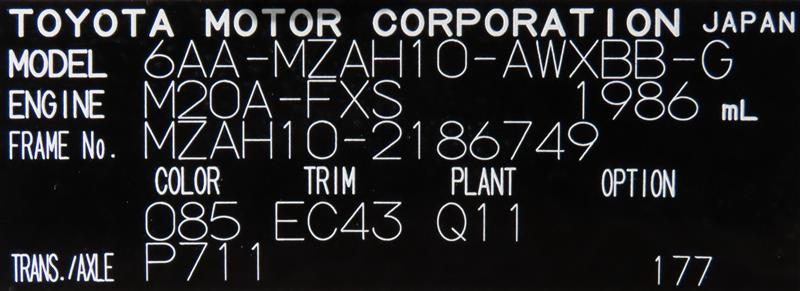 TOYOTA MOTOR CORPORATION JAPAN
MODEL 6AA-MZAH10-AWXBB-G
ENGINE M20A-FXS 1986 mL
FRAME No. MZAH10-2186749
COLOR TRIM PLANT OPTION
085 EC43 Q11
TRANS./AXLE P711 177